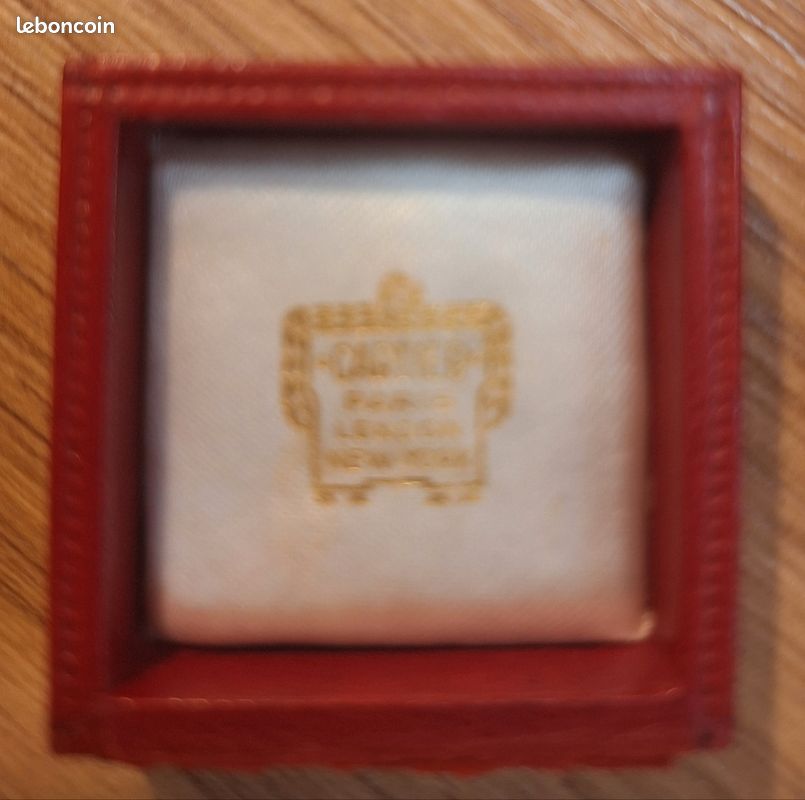 leboncoin
CARTIER
PARIS
LONDON
NEW YORK